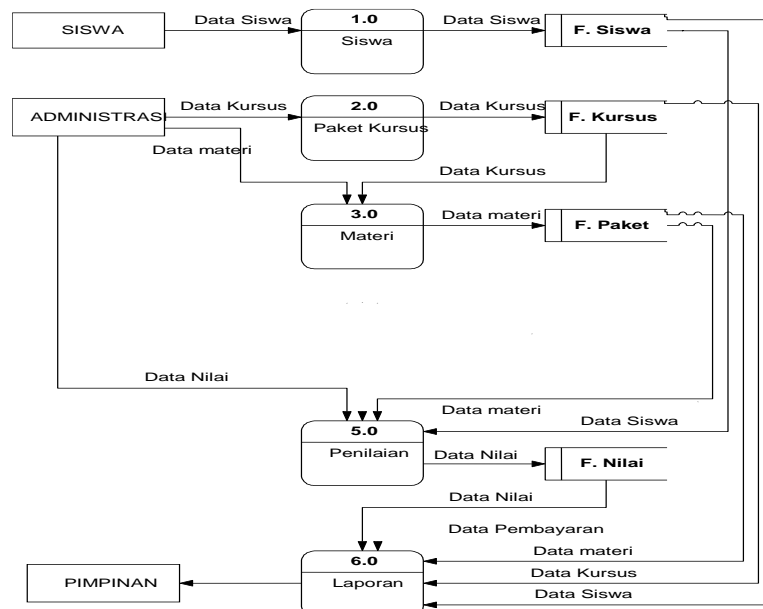 SISWA
Data Siswa
1.0
Siswa
Data Siswa
F. Siswa
ADMINISTRASI
Data Kursus
2.0
Paket Kursus
Data Kursus
F. Kursus
Data materi
Data Kursus
3.0
Materi
Data materi
F. Paket
Data Nilai
Data materi
Data Siswa
5.0
Penilaian
Data Nilai
F. Nilai
Data Nilai
Data Pembayaran
6.0
Laporan
Data materi
Data Kursus
Data Siswa
PIMPINAN